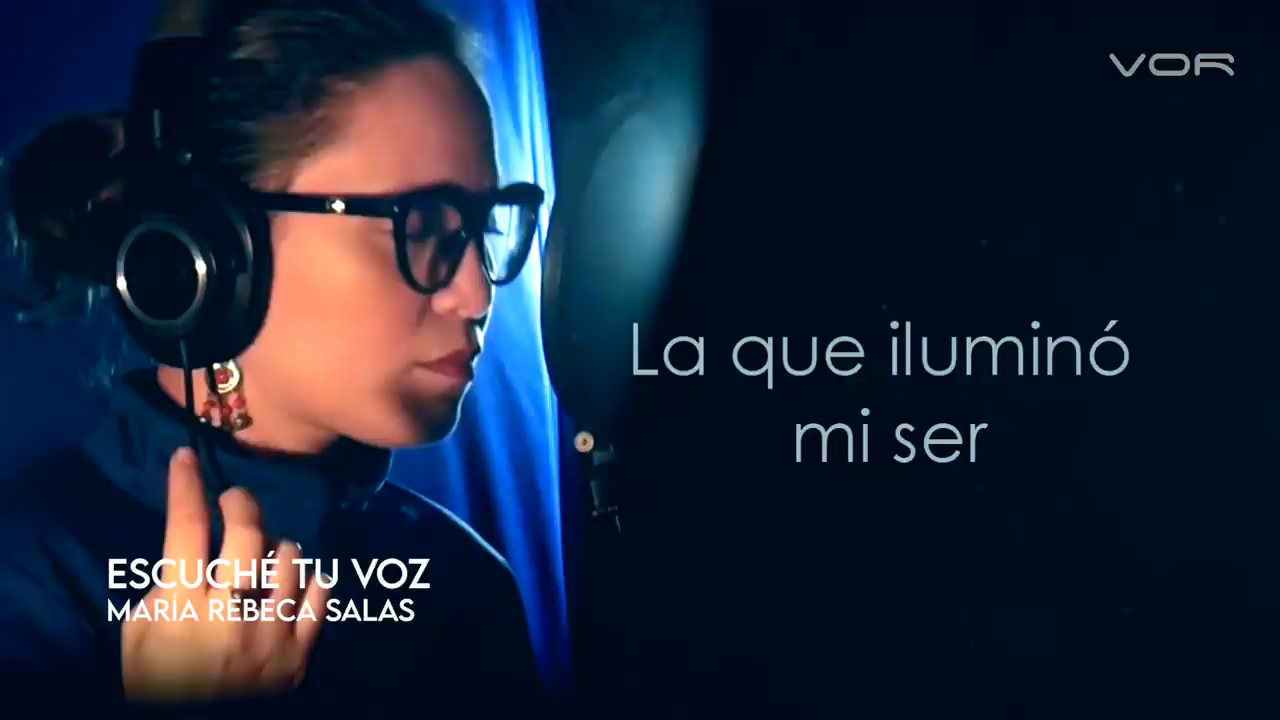 VOR
La que iluminó
mi ser
ESCUCHÉ TU VOZ
MARÍA REBECA SALAS